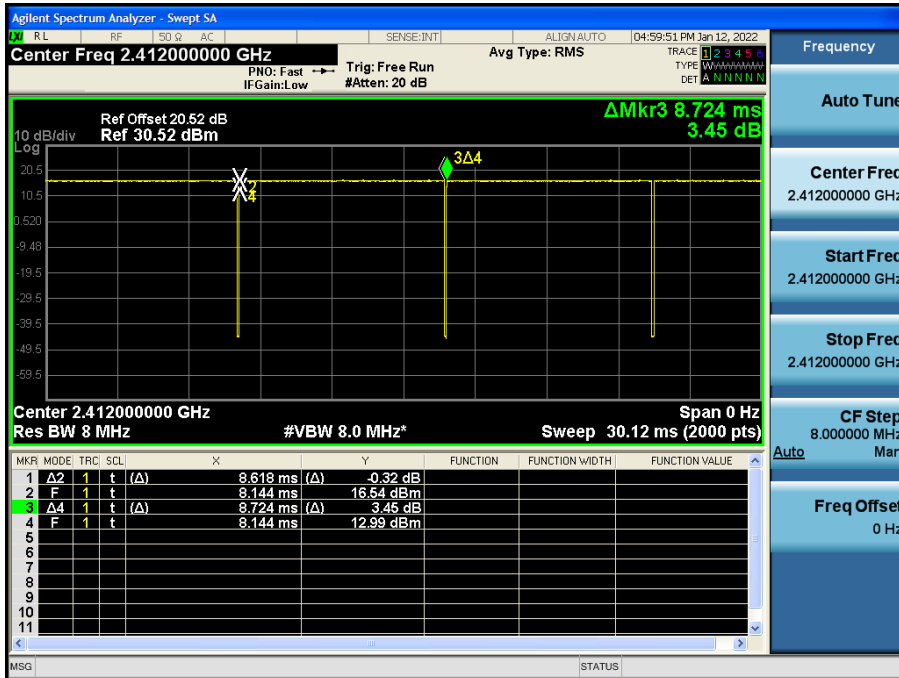 Agilent Spectrum Analyzer - Swept SA
LXI RL RF 50 Ω AC SENSE:INT ALIGNAUTO 04:59:51 PM Jan 12, 2022
Center Freq 2.412000000 GHz Avg Type: RMS TRACE 1 2 3 4 5 6
PNO: Fast Trig: Free Run TYPE
IFGain:Low #Atten: 20 dB DET A N N N N N
ΔMkr3 8.724 ms
3.45 dB
Ref Offset 20.52 dB
10 dB/div Ref 30.52 dBm
Log
20.5
10.5
0.520
-9.48
-19.5
-29.5
-39.5
-49.5
-59.5
3Δ4
2
4
Center 2.412000000 GHz Span 0 Hz
Res BW 8 MHz #VBW 8.0 MHz* Sweep 30.12 ms (2000 pts)
MKR MODE TRC SCL X Y FUNCTION FUNCTION WIDTH FUNCTION VALUE
1 Δ2 1 t (Δ) 8.618 ms (Δ) -0.32 dB
2 F 1 t 8.144 ms 16.54 dBm
3 Δ4 1 t (Δ) 8.724 ms (Δ) 3.45 dB
4 F 1 t 8.144 ms 12.99 dBm
5
6
7
8
9
10
11
MSG STATUS
Frequency
Auto Tune
Center Freq
2.412000000 GHz
Start Freq
2.412000000 GHz
Stop Freq
2.412000000 GHz
CF Step
8.000000 MHz
Auto Man
Freq Offset
0 Hz